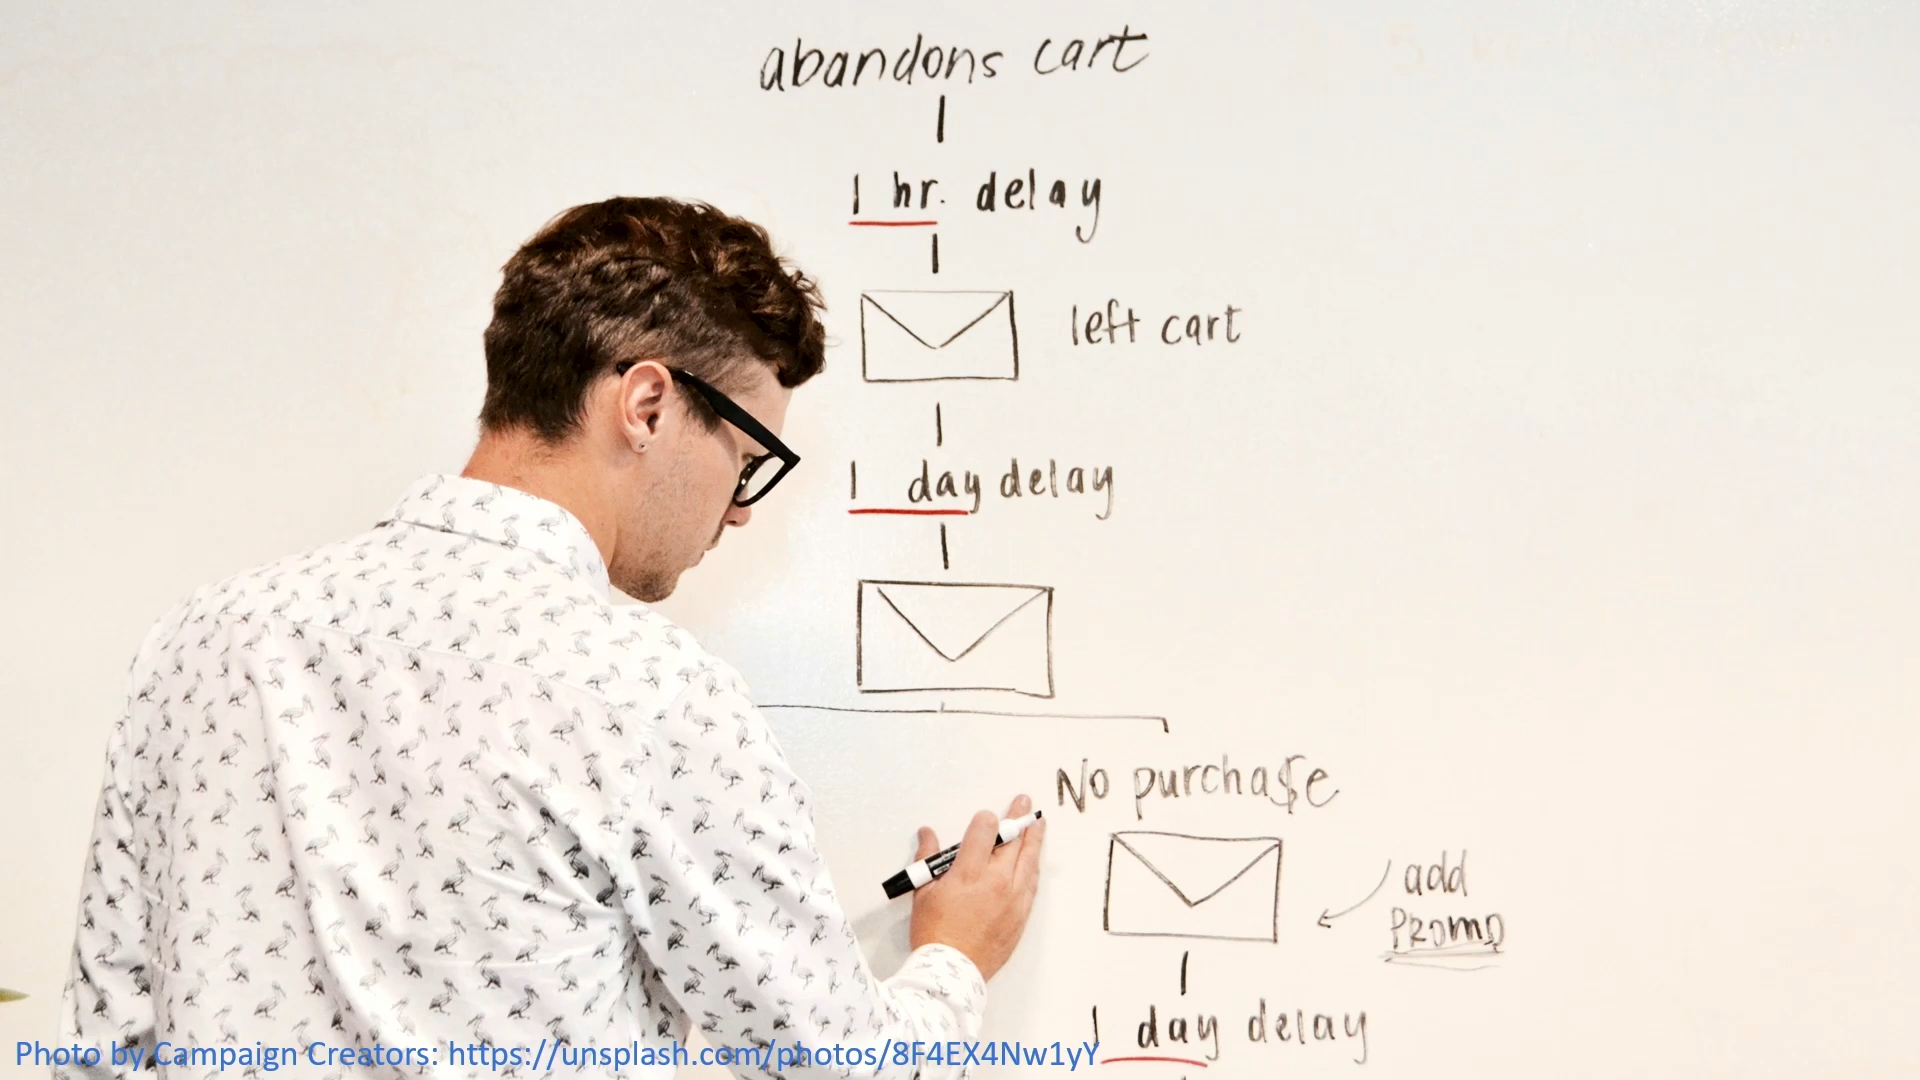 abandons cart
1 hr. delay
left cart
1 day delay
No purcha$e
add
PROMO
1 day delay
Photo by Campaign Creators: https://unsplash.com/photos/8F4EX4Nw1yY